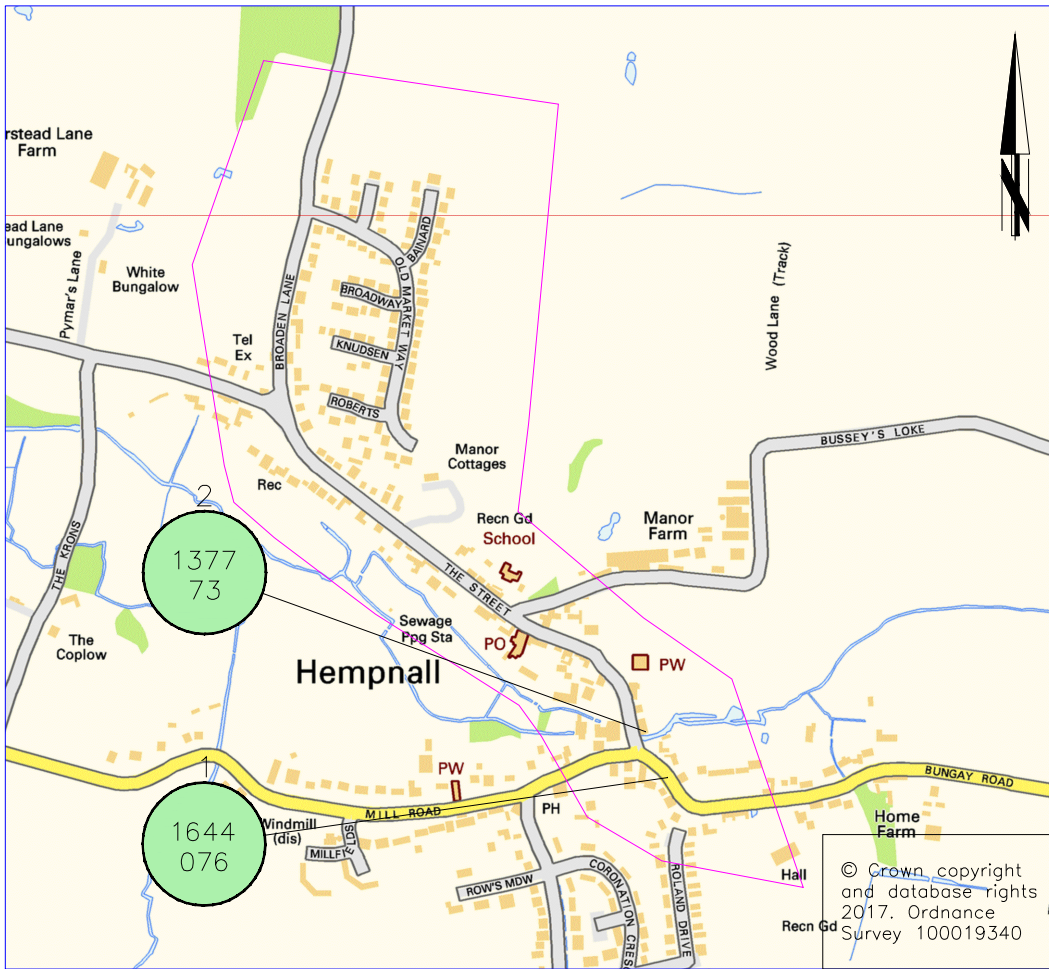 rstead Lane
Farm
ead Lane
ungalows
Pymar's Lane
White
Bungalow
Tel
Ex
BROADEN LANE
BAINARD
OLD MARKET WAY
BROADWAY
KNUDSEN
ROBERTS
Wood Lane (Track)
BUSSEY'S LOKE
Manor
Cottages
Rec
Recn Gd
School
Manor
Farm
THE KRONS
2
1377
73
THE STREET
The
Coplow
Sewage
Ppg Sta
PO
PW
Hempnall
1
1644
076
PW
MILL ROAD
Windmill
(dis)
MILLFIELDS
PH
BUNGAY ROAD
Home
Farm
ROW'S MDW
CORONATION CRESC
ROLAND DRIVE
Hall
Recn Gd
© Crown copyright
and database rights
2017. Ordnance
Survey 100019340
N